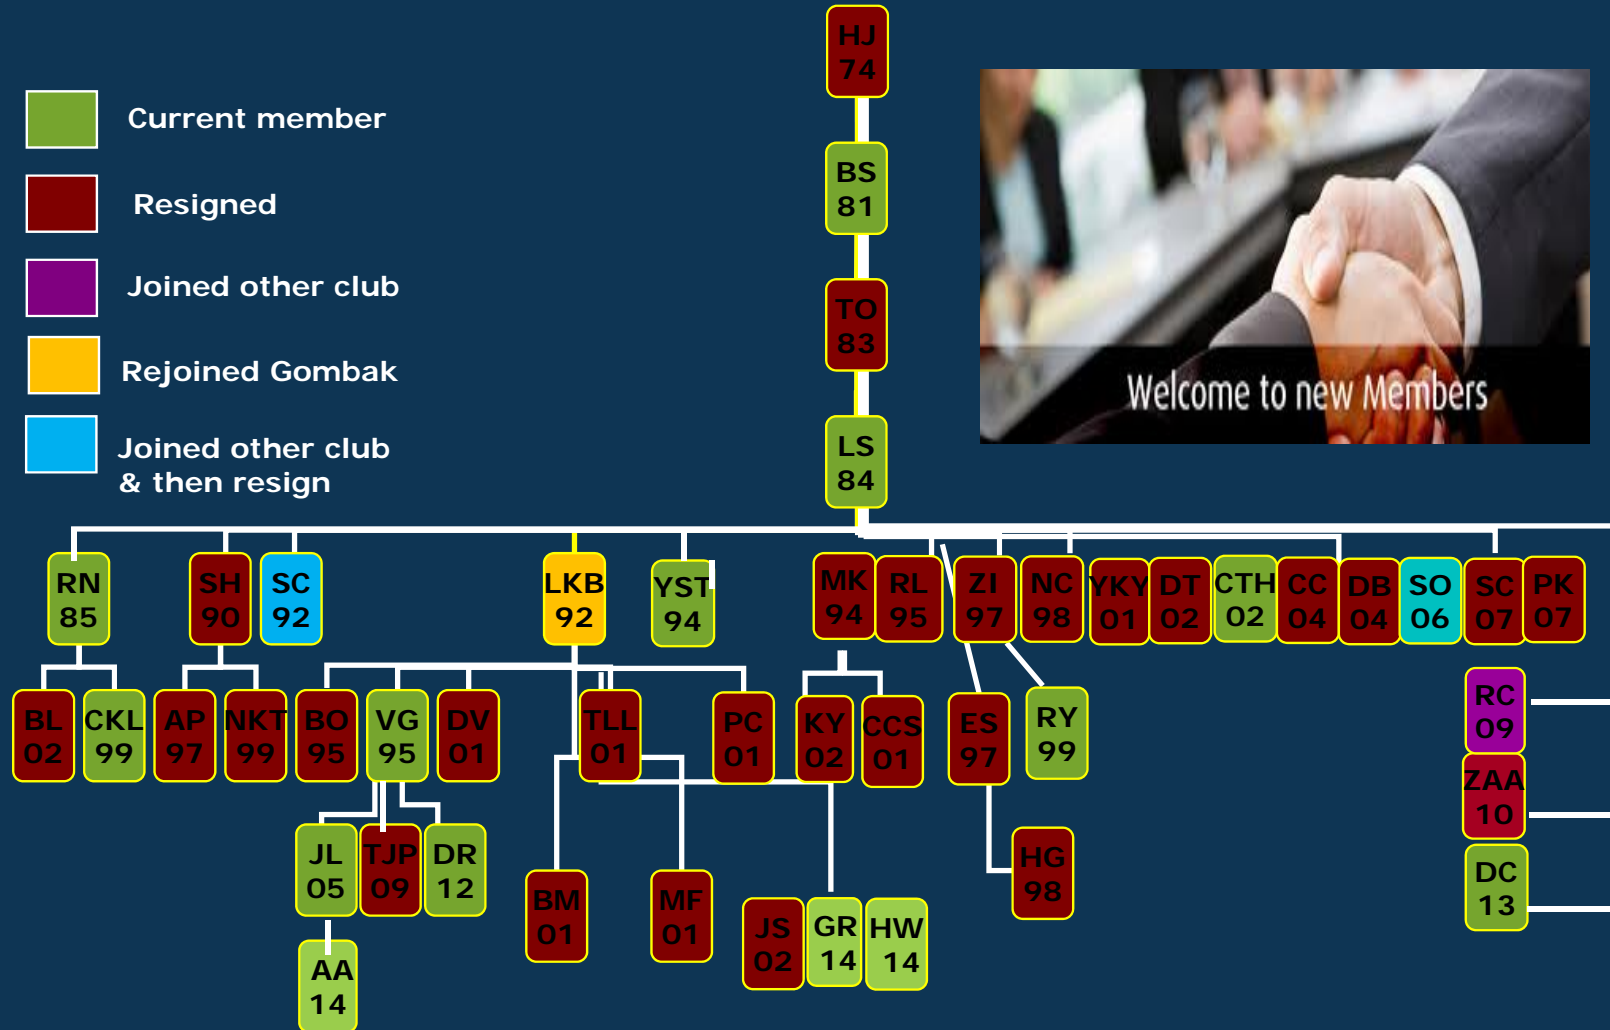 HJ
74
Current member
BS
81
Resigned
Joined other club
TO
83
Rejoined Gombak
Welcome to new Members
Joined other club
& then resign
LS
84
RN
85
SH
90
SC
92
LKB
92
YST
94
MK
94
RL
95
ZI
97
NC
98
YKY
01
DT
02
CTH
02
CC
04
DB
04
SO
06
SC
07
PK
07
BL
02
CKL
99
AP
97
NKT
99
BO
95
VG
95
DV
01
TLL
01
PC
01
KY
02
CCS
01
ES
97
RY
99
RC
09
ZAA
10
JL
05
TJP
09
DR
12
BM
01
MF
01
HG
98
DC
13
JS
02
GR
14
HW
14
AA
14